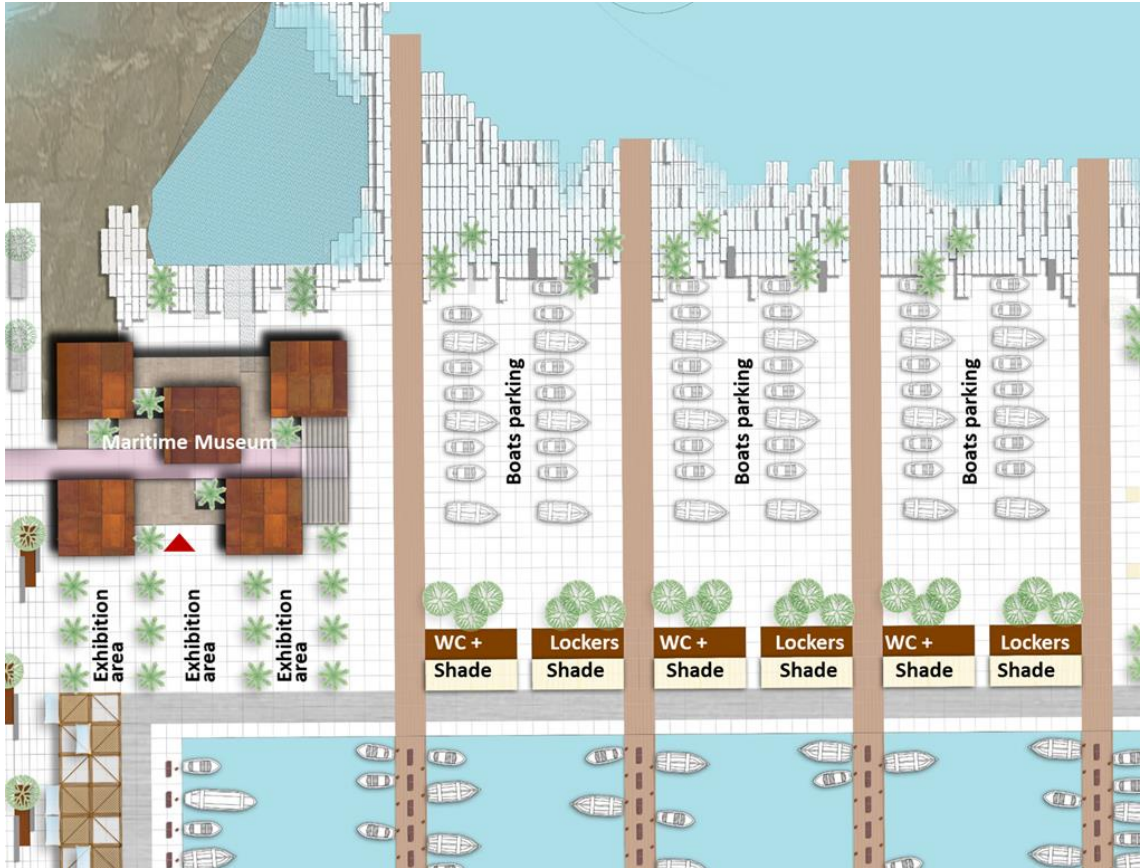 Maritime Museum
Boats parking
Boats parking
Boats parking
Exhibition
area
Exhibition
area
Exhibition
area
WC +
Lockers
WC +
Lockers
WC +
Lockers
Shade
Shade
Shade
Shade
Shade
Shade